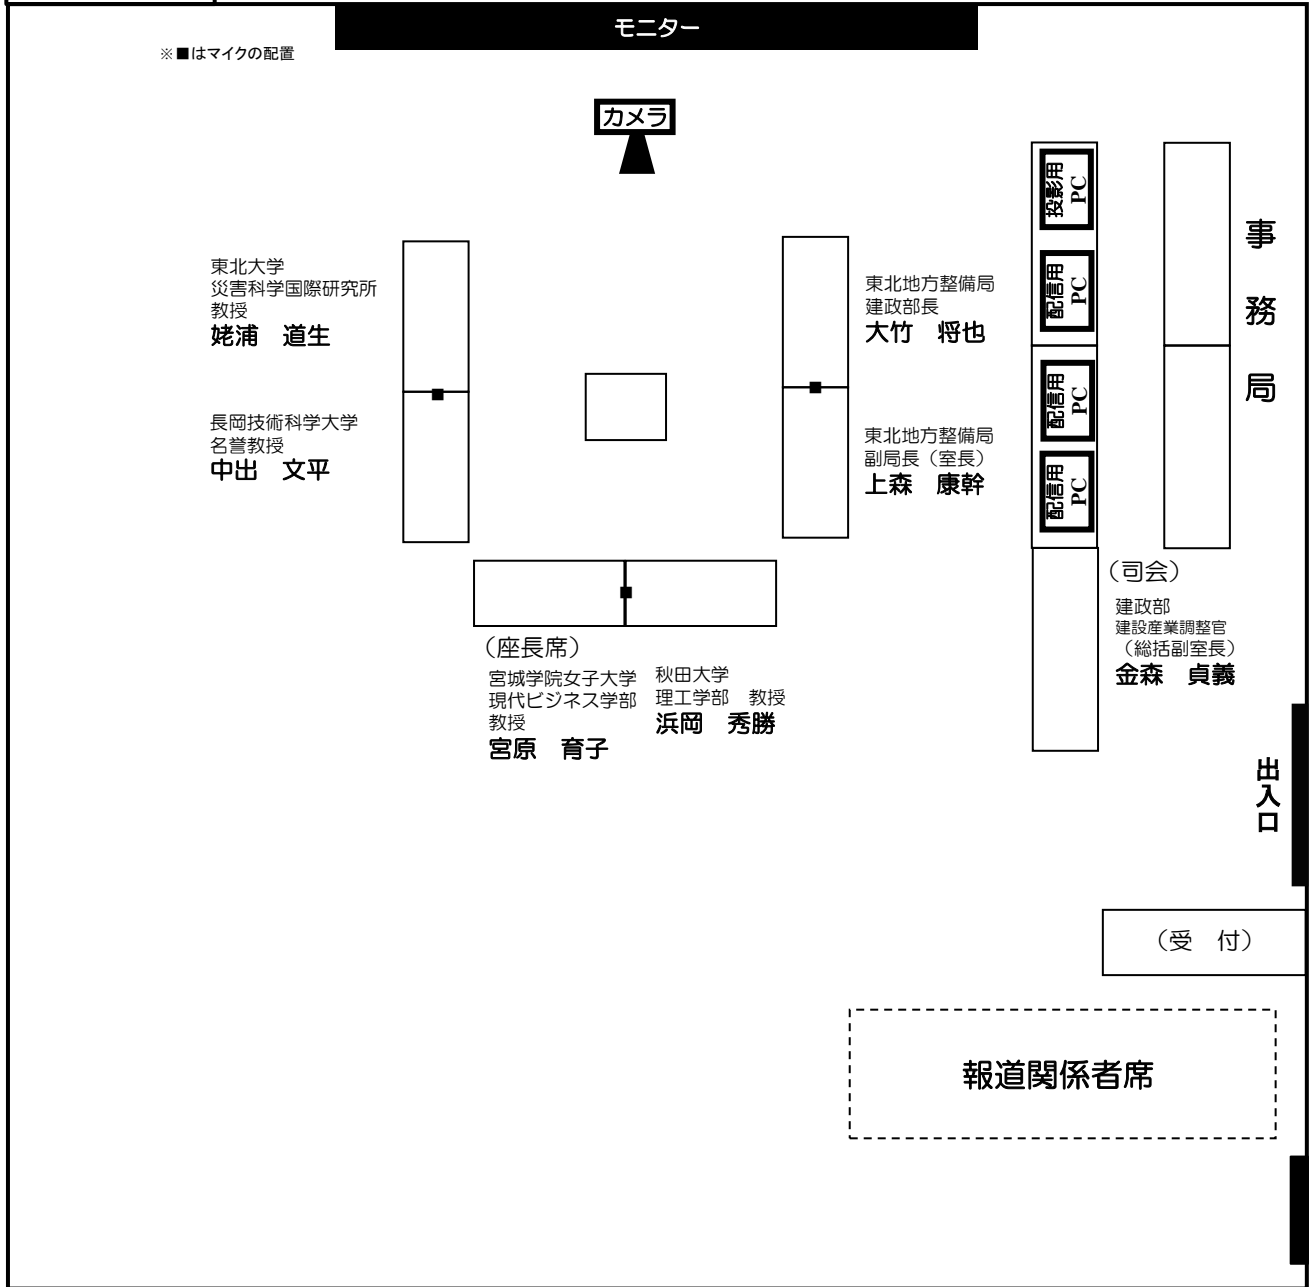 モニター
※■はマイクの配置
カメラ
東北大学
災害科学国際研究所
教授
姥浦　道生
長岡技術科学大学
名誉教授
中出　文平
東北地方整備局
建政部長
大竹　将也
東北地方整備局
副局長（室長）
上森　康幹
（座長席）
宮城学院女子大学
現代ビジネス学部
教授
宮原　育子
秋田大学
理工学部　教授
浜岡　秀勝
投影用
PC
配信用
PC
配信用
PC
配信用
PC
事務局
（司会）
建政部
建設産業調整官
（総括副室長）
金森　貞義
出入口
（受　付）
報道関係者席